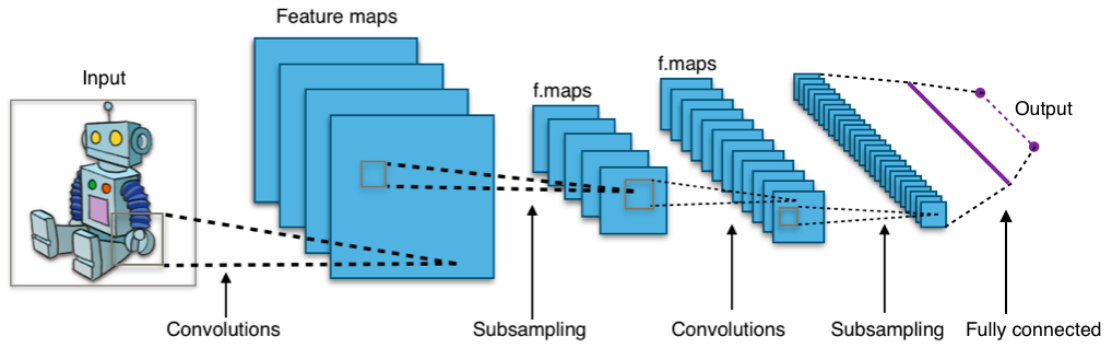 Feature maps
Input
f.maps
f.maps
Output
Convolutions
Subsampling
Convolutions
Subsampling
Fully connected